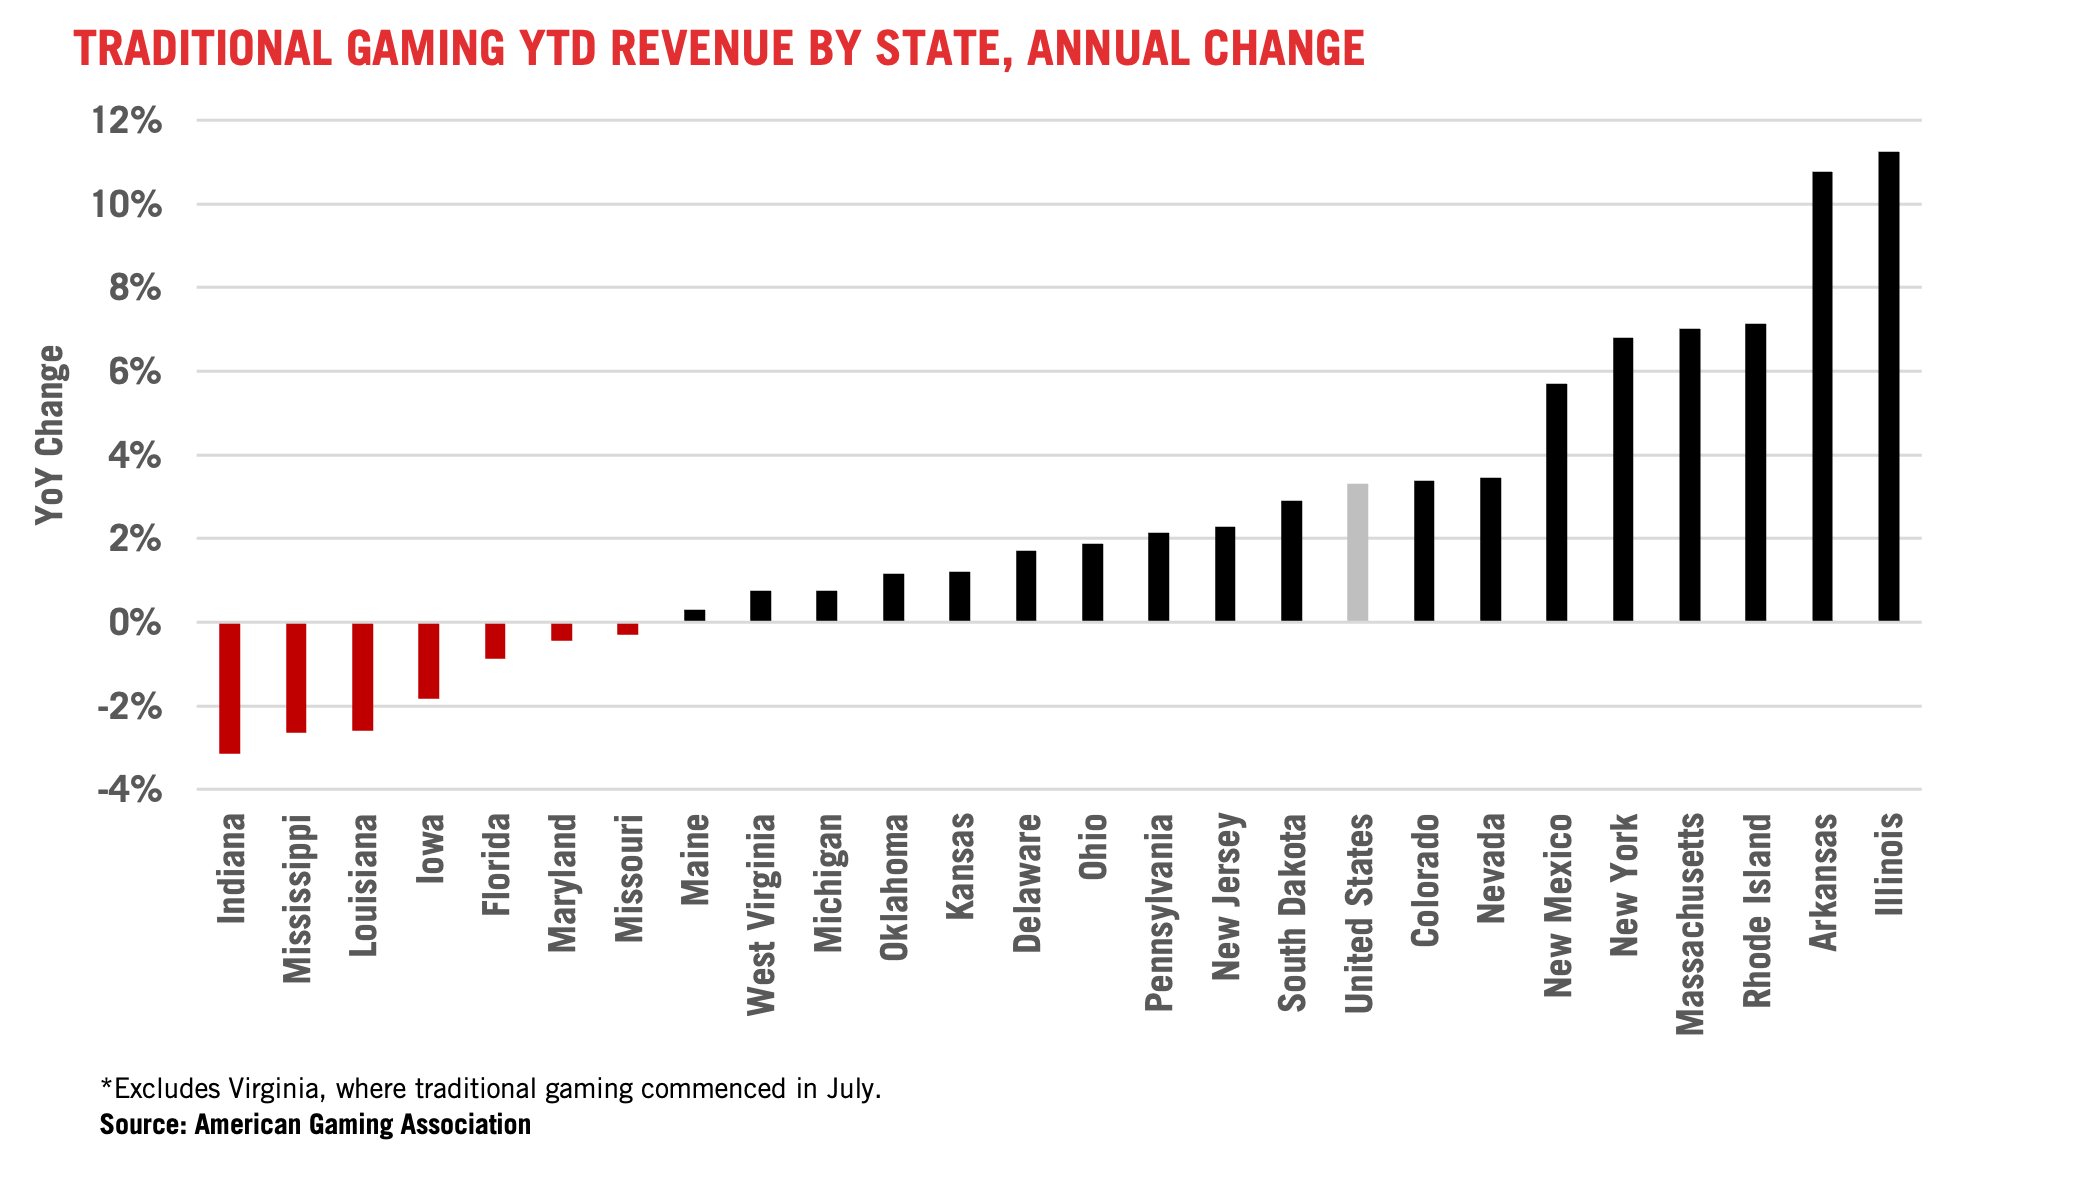 TRADITIONAL GAMING YTD REVENUE BY STATE, ANNUAL CHANGE
12%
10%
8%
6%
4%
2%
0%
-2%
-4%
YoY Change
Indiana
Mississippi
Louisiana
Iowa
Florida
Maryland
Missouri
Maine
West Virginia
Michigan
Oklahoma
Kansas
Delaware
Ohio
Pennsylvania
New Jersey
South Dakota
United States
Colorado
Nevada
New Mexico
New York
Massachusetts
Rhode Island
Arkansas
Illinois
*Excludes Virginia, where traditional gaming commenced in July.
Source: American Gaming Association